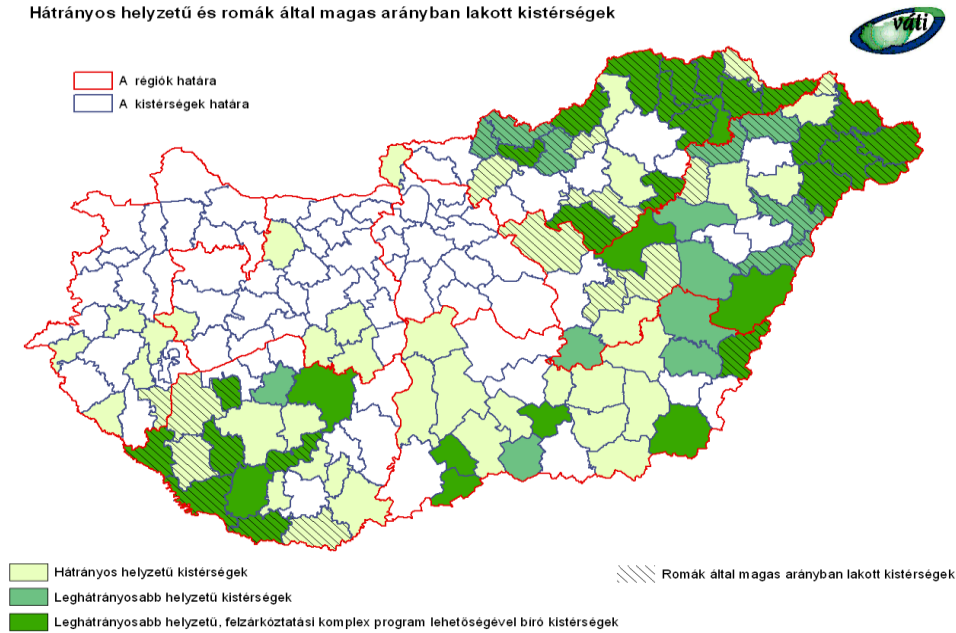 Hátrányos helyzetű és romák által magas arányban lakott kistérségek
váti
A régiók határa
A kistérségek határa
Hátrányos helyzetű kistérségek
Leghátrányosabb helyzetű kistérségek
Leghátrányosabb helyzetű, felzárkóztatási komplex program lehetőségével bíró kistérségek
Romák által magas arányban lakott kistérségek